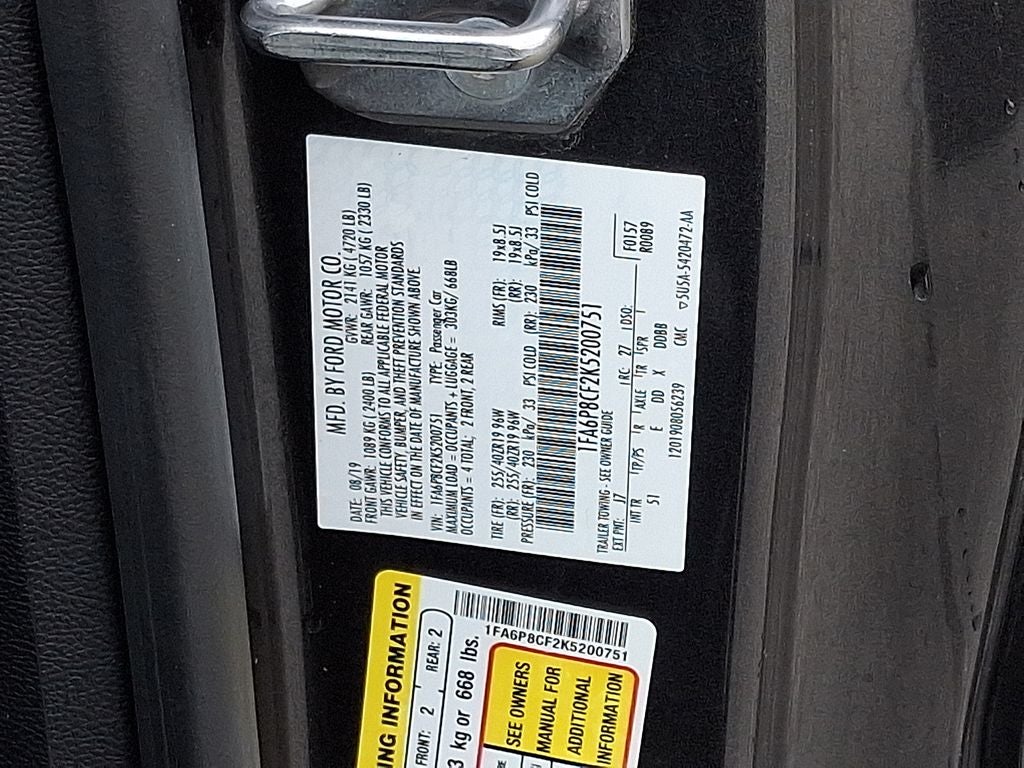 MFD. BY FORD MOTOR CO.
DATE: 08/19 GVWR: 2141 KG ( 4720 LB)
FRONT GAWR: 1089 KG ( 2400 LB) REAR GAWR: 1057 KG ( 2330 LB)
THIS VEHICLE CONFORMS TO ALL APPLICABLE FEDERAL MOTOR
VEHICLE SAFETY, BUMPER, AND THEFT PREVENTION STANDARDS
IN EFFECT ON THE DATE OF MANUFACTURE SHOWN ABOVE
VIN: 1FA6P8CF2K5200751 TYPE: Passenger Car
MAXIMUM LOAD = OCCUPANTS + LUGGAGE = 303KG/ 668LB
OCCUPANTS = 4 TOTAL; 2 FRONT, 2 REAR
TIRE (FR): 255/40ZR19 96W RIMS (FR): 19x8.5J
(RR): 255/40ZR19 96W (RR): 19x8.5J
PRESSURE (FR): 230 kPa/ 33 PSI COLD (RR): 230 kPa/ 33 PSI COLD
1FA6P8CF2K5200751
TRAILER TOWING - SEE OWNER GUIDE
EXT PNT: J7 RC: 27 DSO: F0157
INT TR TP/PS R AXLE TR SPR R0089
51 E DD X DDBB
1201908056239 CMC ▽5U5A-5420472-AA
ING INFORMATION
FRONT: 2 REAR: 2
3 kg or 668 lbs.
1FA6P8CF2K5200751
SEE OWNERS
MANUAL FOR
ADDITIONAL
INFORMATION